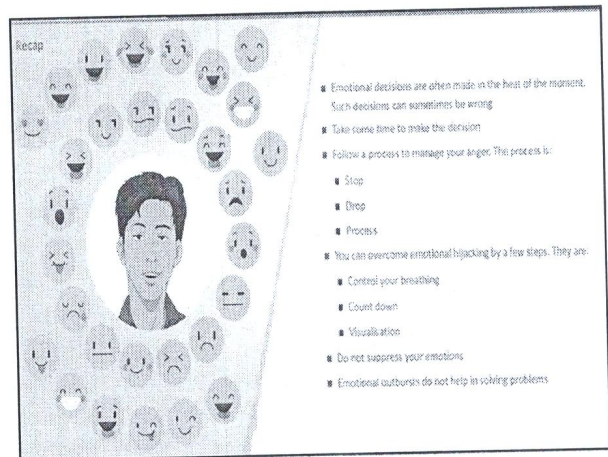 Recap
Emotional decisions are often made in the heat of the moment.
Such decisions can sometimes be wrong
Take some time to make the decision
Follow a process to manage your anger. The process is:
Stop
Drop
Process
You can overcome emotional hijacking by a few steps. They are:
Control your breathing
Count down
Visualisation
Do not suppress your emotions
Emotional outbursts do not help in solving problems